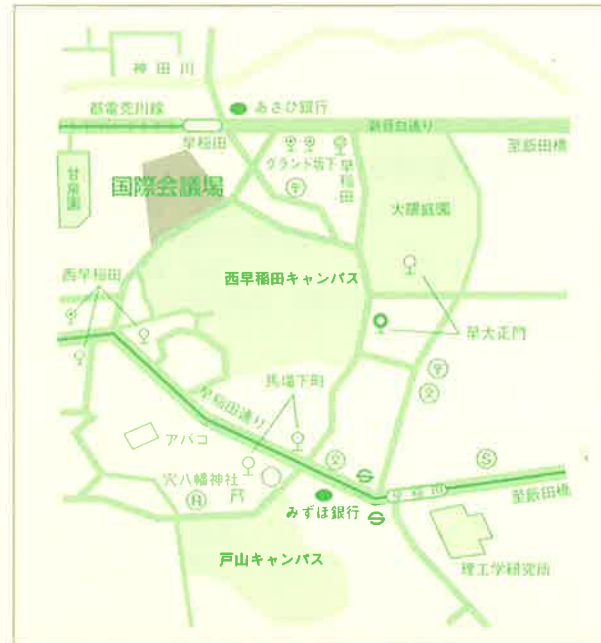 神田川
都電荒川線
あさひ銀行
新目白通り
早稲田
至飯田橋
甘泉園
国際会議場
グランド坂下
早稲田
大隈庭園
西早稲田
西早稲田キャンパス
早大正門
馬場下町
早稲田通り
アバコ
穴八幡神社
文
文
S
早稲田
至飯田橋
みずほ銀行
戸山キャンパス
理工学研究所